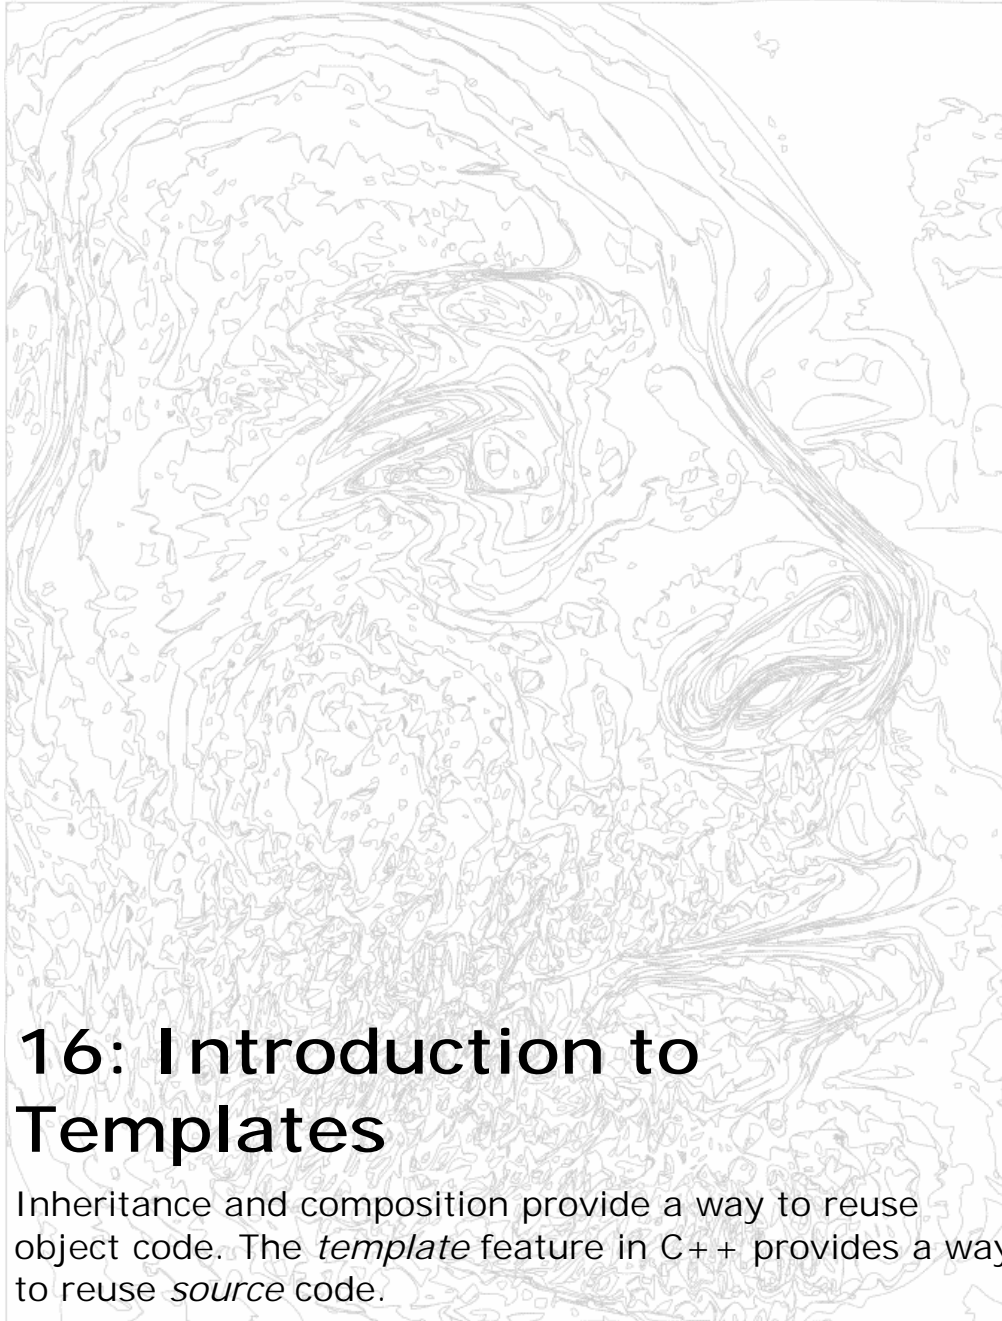 16: Introduction to
Templates
Inheritance and composition provide a way to reuse
object code. The template feature in C++ provides a way
to reuse source code.